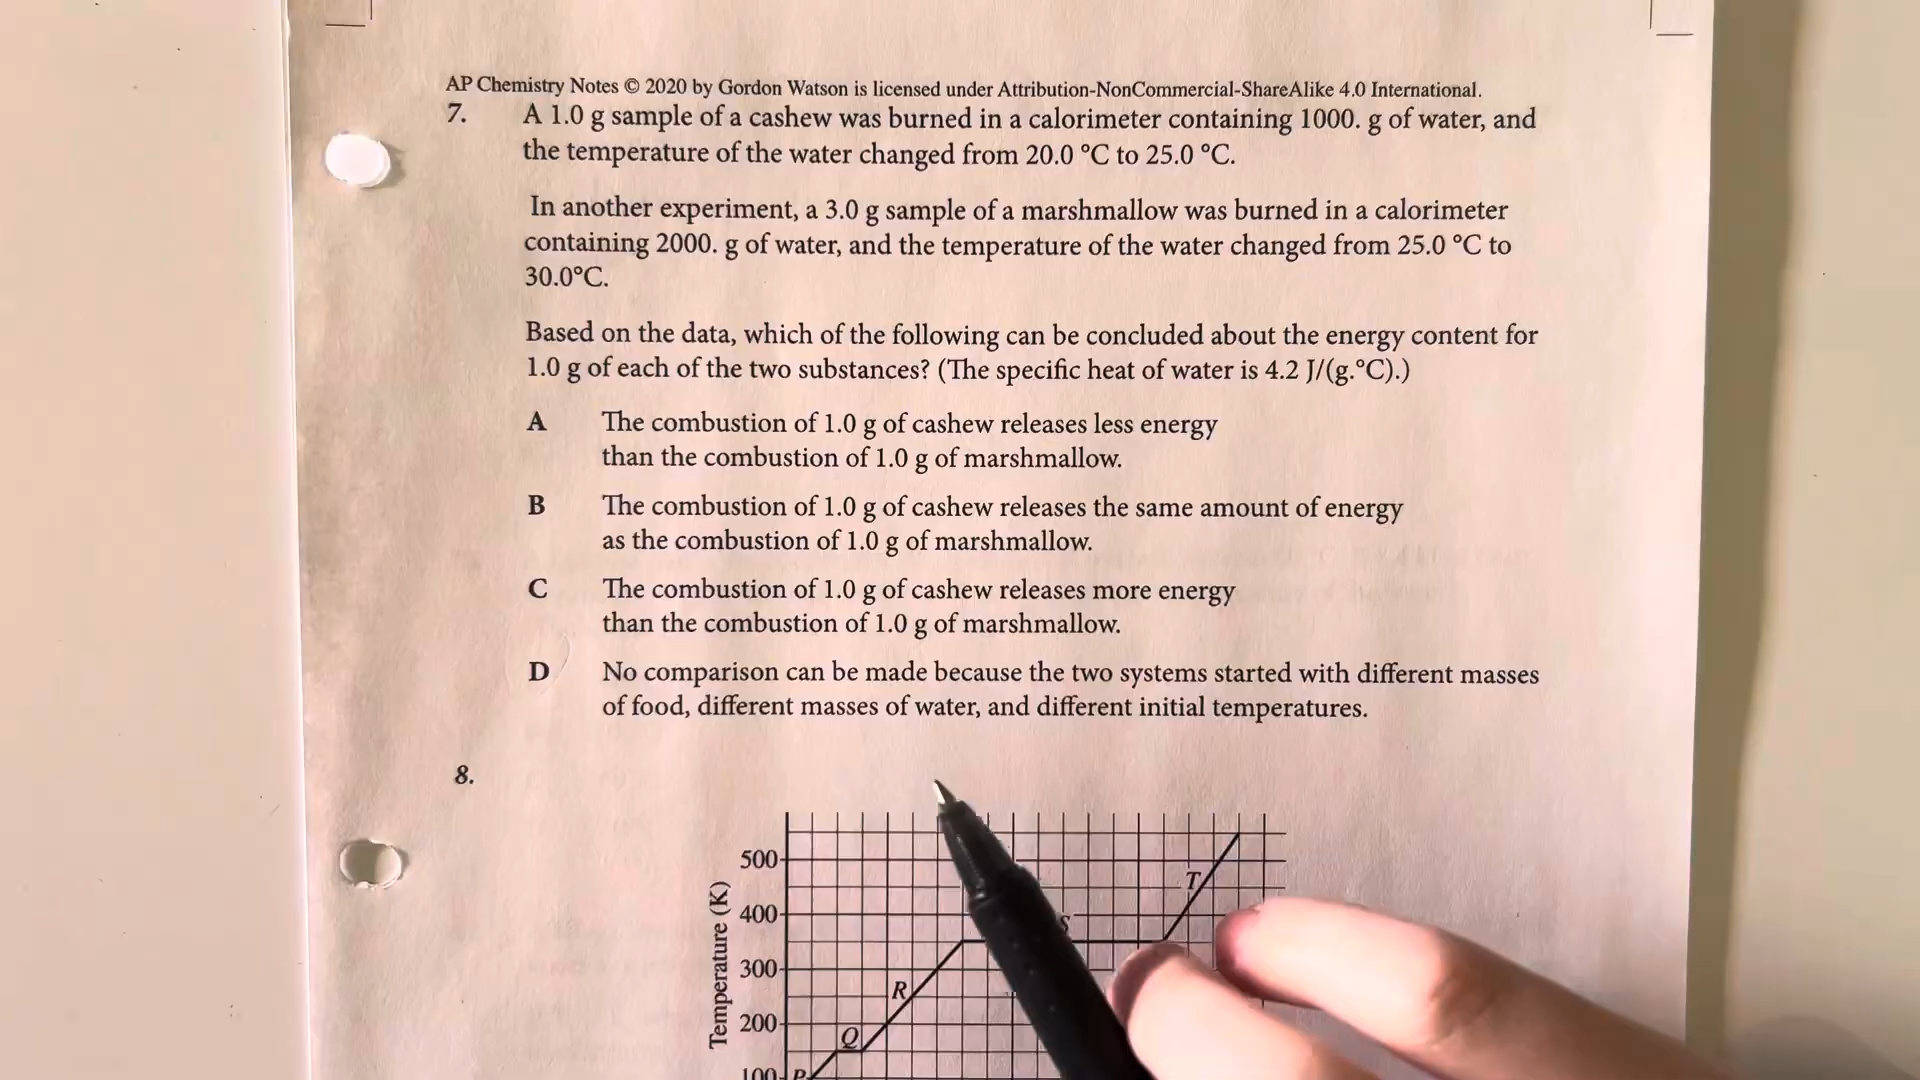 AP Chemistry Notes © 2020 by Gordon Watson is licensed under Attribution-NonCommercial-ShareAlike 4.0 International.
7. A 1.0 g sample of a cashew was burned in a calorimeter containing 1000. g of water, and
the temperature of the water changed from 20.0 °C to 25.0 °C.
In another experiment, a 3.0 g sample of a marshmallow was burned in a calorimeter
containing 2000. g of water, and the temperature of the water changed from 25.0 °C to
30.0°C.
Based on the data, which of the following can be concluded about the energy content for
1.0 g of each of the two substances? (The specific heat of water is 4.2 J/(g.°C).)
A The combustion of 1.0 g of cashew releases less energy
than the combustion of 1.0 g of marshmallow.
B The combustion of 1.0 g of cashew releases the same amount of energy
as the combustion of 1.0 g of marshmallow.
C The combustion of 1.0 g of cashew releases more energy
than the combustion of 1.0 g of marshmallow.
D No comparison can be made because the two systems started with different masses
of food, different masses of water, and different initial temperatures.
8.
500
T
Temperature (K)
400
S
300
R
200
Q
100
P